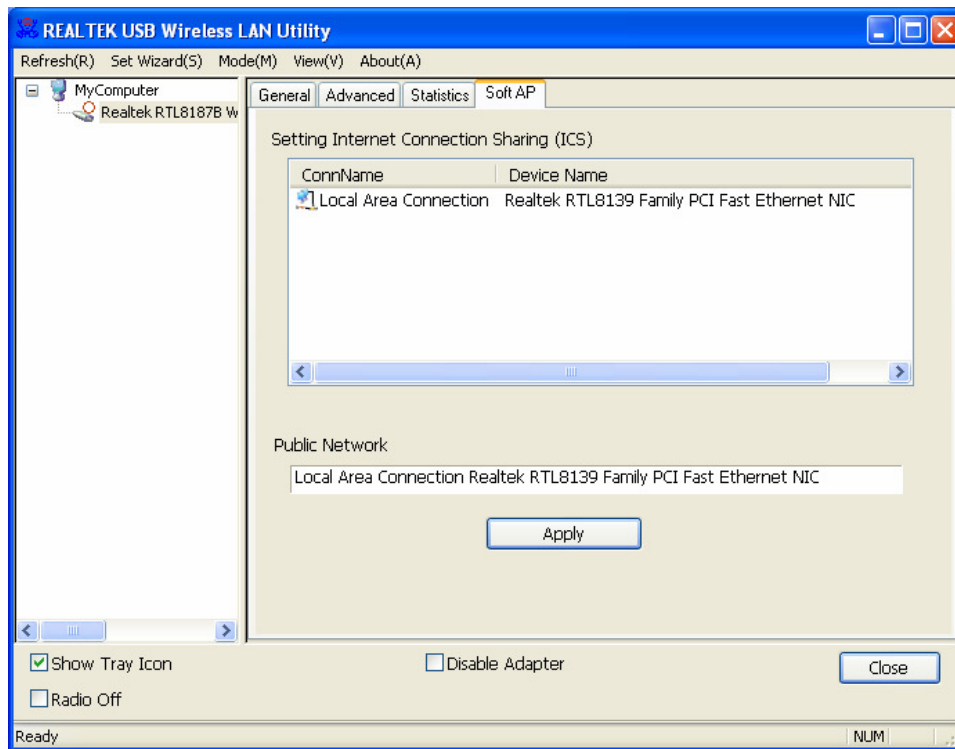 REALTEK USB Wireless LAN Utility
Refresh(R) Set Wizard(S) Mode(M) View(V) About(A)
MyComputer
Realtek RTL8187B W
General Advanced Statistics Soft AP
Setting Internet Connection Sharing (ICS)
ConnName Device Name
Local Area Connection Realtek RTL8139 Family PCI Fast Ethernet NIC
Public Network
Local Area Connection Realtek RTL8139 Family PCI Fast Ethernet NIC
Apply
Show Tray Icon Disable Adapter Close
Radio Off
Ready NUM